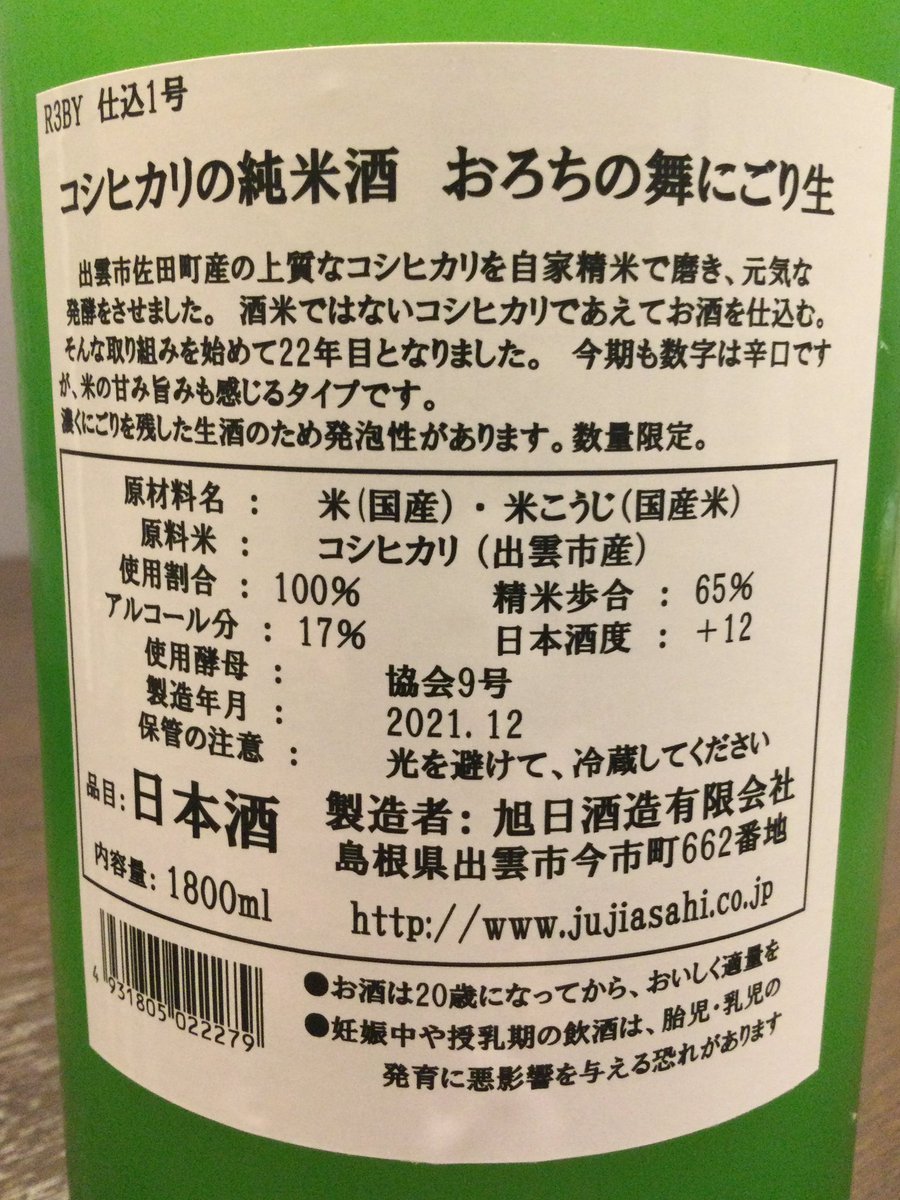 R3BY 仕込1号
コシヒカリの純米酒 おろちの舞にごり生
出雲市佐田町産の上質なコシヒカリを自家精米で磨き、元気な
発酵をさせました。 酒米ではないコシヒカリであえてお酒を仕込む。
そんな取り組みを始めて22年目となりました。 今期も数字は辛口です
が、米の甘み旨みも感じるタイプです。
濃くにごりを残した生酒のため発泡性があります。数量限定。
原材料名 : 米(国産)・米こうじ(国産米)
原料米 : コシヒカリ(出雲市産)
使用割合 : 100% 精米歩合 : 65%
アルコール分 : 17% 日本酒度 : +12
使用酵母 : 協会9号
製造年月 : 2021.12
保管の注意 : 光を避けて、冷蔵してください
品目:日本酒 製造者:旭日酒造有限会社
島根県出雲市今市町662番地
内容量:1800ml http://www.jujiasahi.co.jp
4 931805 022279
●お酒は20歳になってから、おいしく適量を
●妊娠中や授乳期の飲酒は、胎児・乳児の
発育に悪影響を与える恐れがあります